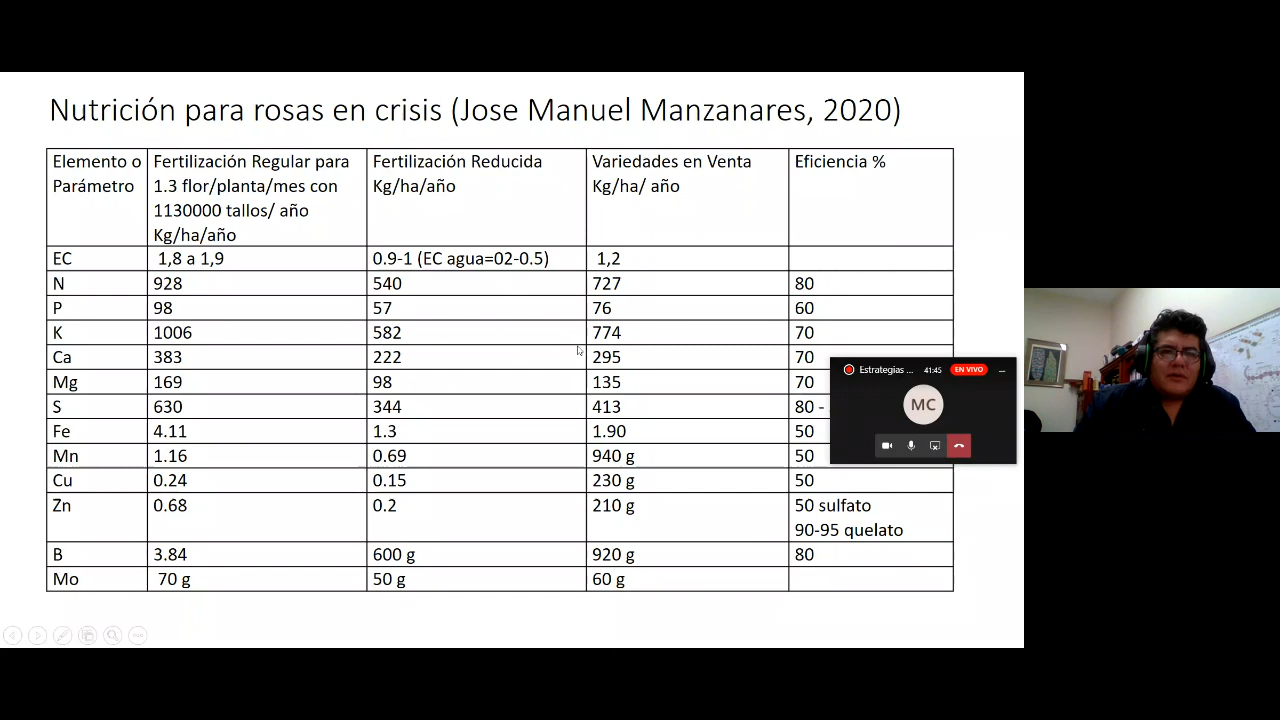 Nutrición para rosas en crisis (Jose Manuel Manzanares, 2020)
Elemento o Parámetro Fertilización Regular para 1.3 flor/planta/mes con 1130000 tallos/ año Kg/ha/año Fertilización Reducida Kg/ha/año Variedades en Venta Kg/ha/ año Eficiencia %
EC 1,8 a 1,9 0.9-1 (EC agua=02-0.5) 1,2
N 928 540 727 80
P 98 57 76 60
K 1006 582 774 70
Ca 383 222 295 70
Mg 169 98 135 70
S 630 344 413 80 -
Fe 4.11 1.3 1.90 50
Mn 1.16 0.69 940 g 50
Cu 0.24 0.15 230 g 50
Zn 0.68 0.2 210 g 50 sulfato
90-95 quelato
B 3.84 600 g 920 g 80
Mo 70 g 50 g 60 g
Estrategias ... 41:45 EN VIVO
MC